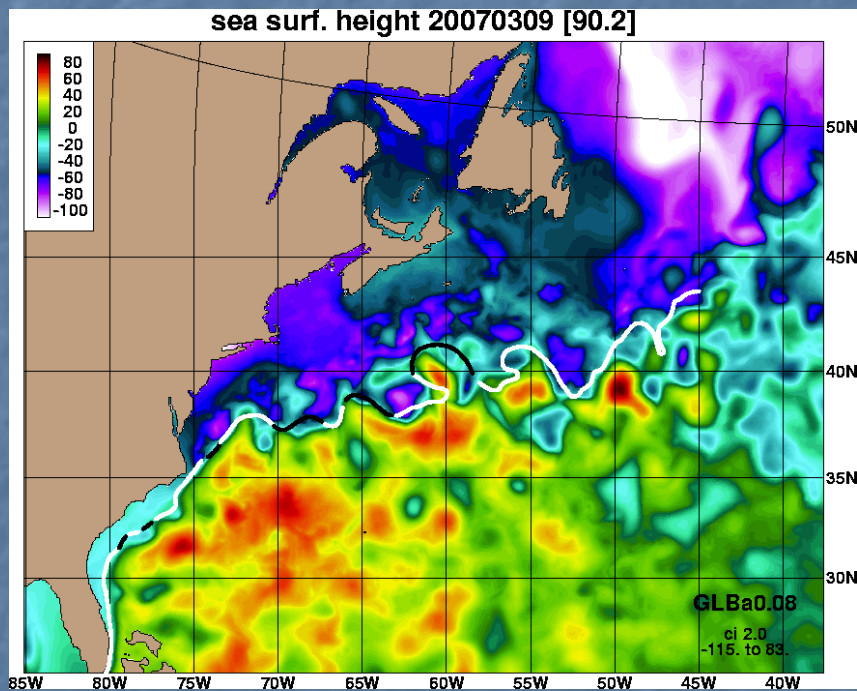 sea surf. height 20070309 [90.2]
80
60
40
20
0
-20
-40
-60
-80
-100
50N
45N
40N
35N
30N
GLBa0.08
ci 2.0
-115. to 83.
85W 80W 75W 70W 65W 60W 55W 50W 45W 40W